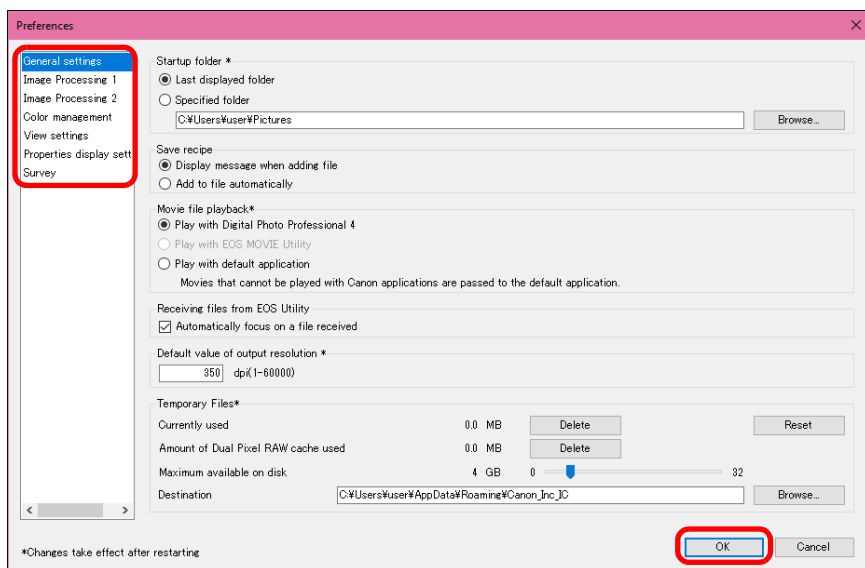 Preferences
General settings
Image Processing 1
Image Processing 2
Color management
View settings
Properties display sett
Survey
Startup folder *
Last displayed folder
Specified folder
C:¥Users¥user¥Pictures
Browse...
Save recipe
Display message when adding file
Add to file automatically
Movie file playback*
Play with Digital Photo Professional 4
Play with EOS MOVIE Utility
Play with default application
Movies that cannot be played with Canon applications are passed to the default application.
Receiving files from EOS Utility
Automatically focus on a file received
Default value of output resolution *
350 dpi(1-60000)
Temporary Files*
Currently used 0.0 MB Delete Reset
Amount of Dual Pixel RAW cache used 0.0 MB Delete
Maximum available on disk 4 GB 0 32
Destination C:¥Users¥user¥AppData¥Roaming¥Canon_Inc_IC Browse...
*Changes take effect after restarting
OK Cancel